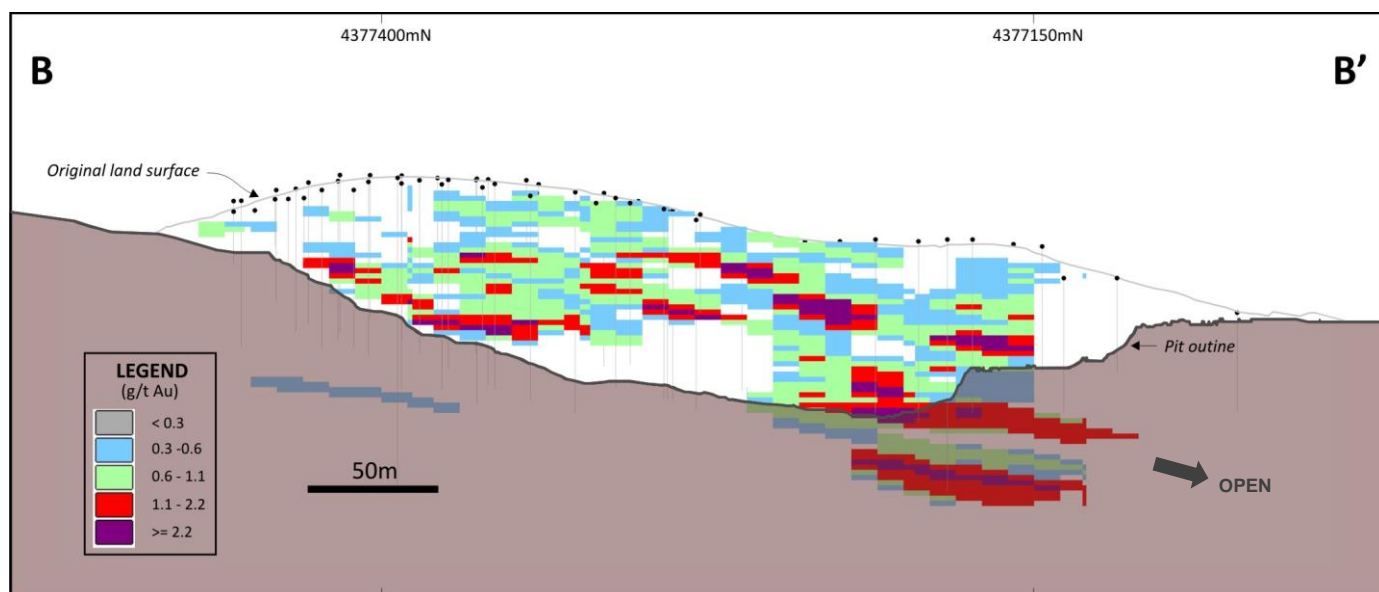 4377400mN
4377150mN
B
B’
Original land surface
Pit outine
LEGEND
(g/t Au)
< 0.3
0.3 -0.6
0.6 - 1.1
1.1 - 2.2
>= 2.2
50m
OPEN